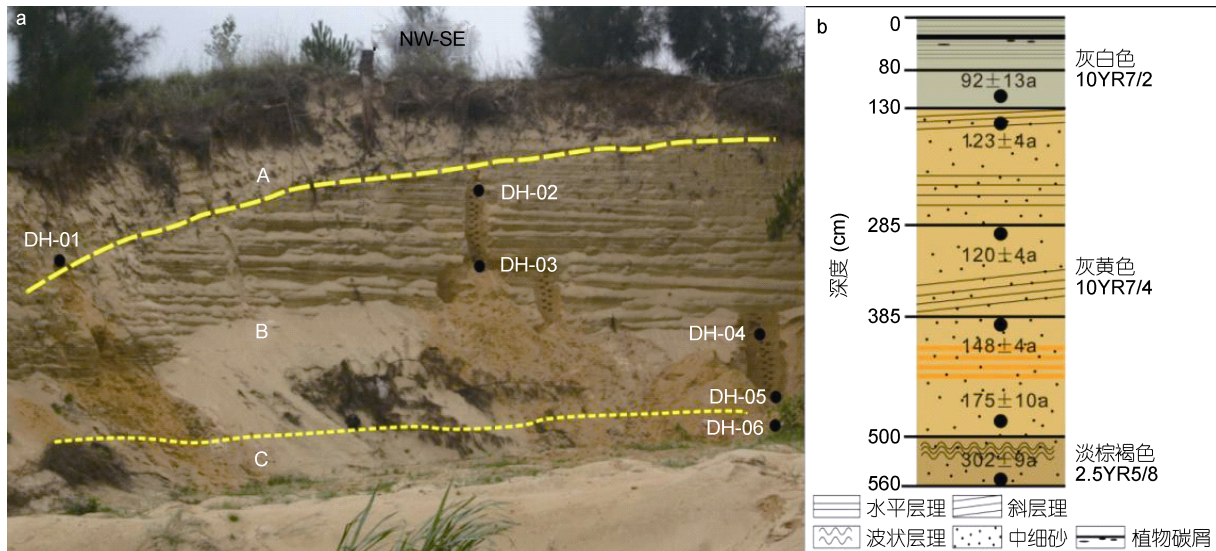 a
NW-SE
A
DH-02
DH-01
DH-03
B
DH-04
DH-05
DH-06
C
b
深度 (cm)
0
80
130
285
385
500
560
92±13a
123±4a
120±4a
148±4a
175±10a
302±9a
灰白色
10YR7/2
灰黄色
10YR7/4
淡棕褐色
2.5YR5/8
水平层理
斜层理
波状层理
中细砂
植物碳屑